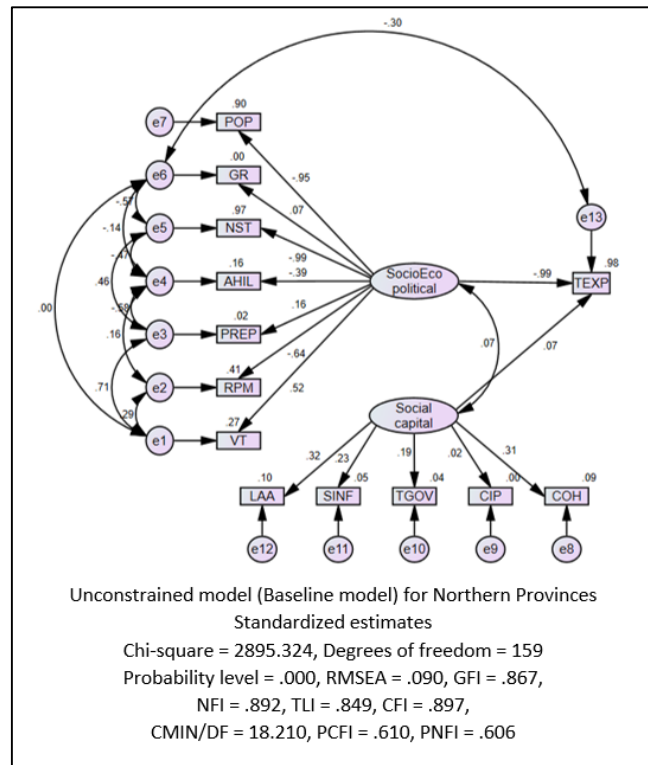 -.30
.90
e7
POP
.00
e6
GR
-.95
-.57
.07
.97
e5
NST
-.14
-.47
-.99
e13
.98
.16
e4
AHIL
-.39
SocioEco
political
-.99
TEXP
.46
.00
.02
e3
PREP
.16
-.58
.16
.41
e2
RPM
-.64
.07
.07
.71
.52
.29
.27
e1
VT
Social
capital
.32
.23
.19
.02
.31
.10
.05
.04
.00
.09
LAA
SINF
TGOV
CIP
COH
e12
e11
e10
e9
e8
Unconstrained model (Baseline model) for Northern Provinces
Standardized estimates
Chi-square = 2895.324, Degrees of freedom = 159
Probability level = .000, RMSEA = .090, GFI = .867,
NFI = .892, TLI = .849, CFI = .897,
CMIN/DF = 18.210, PCFI = .610, PNFI = .606